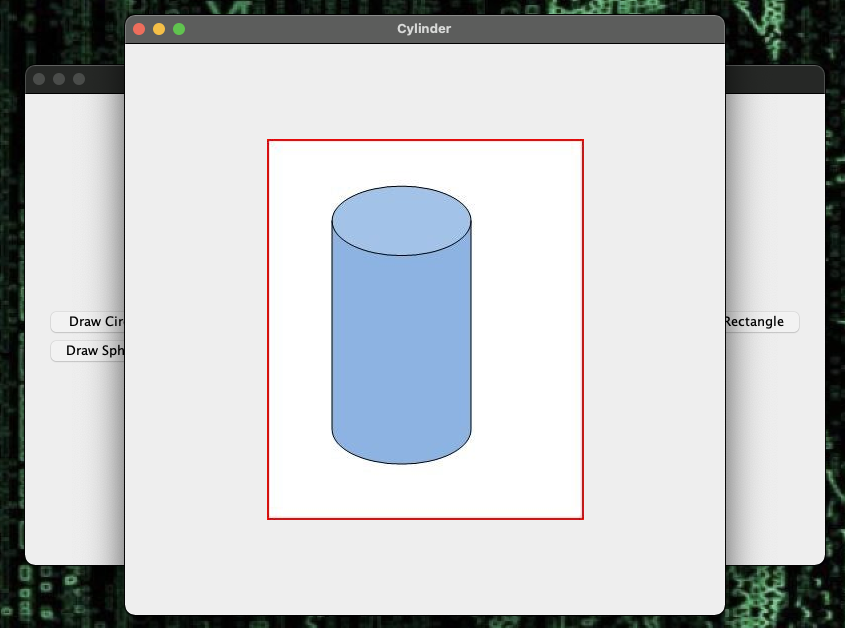 Cylinder
Draw Cir
Rectangle
Draw Sph